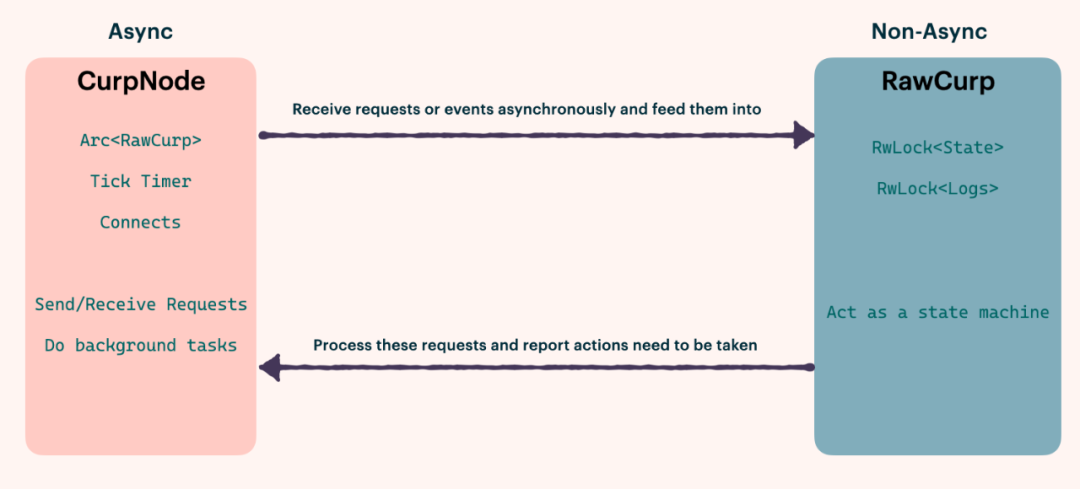 Async
CurpNode
Arc<RawCurp>
Tick Timer
Connects
Send/Receive Requests
Do background tasks
Receive requests or events asynchronously and feed them into
Process these requests and report actions need to be taken
Non-Async
RawCurp
RwLock<State>
RwLock<Logs>
Act as a state machine